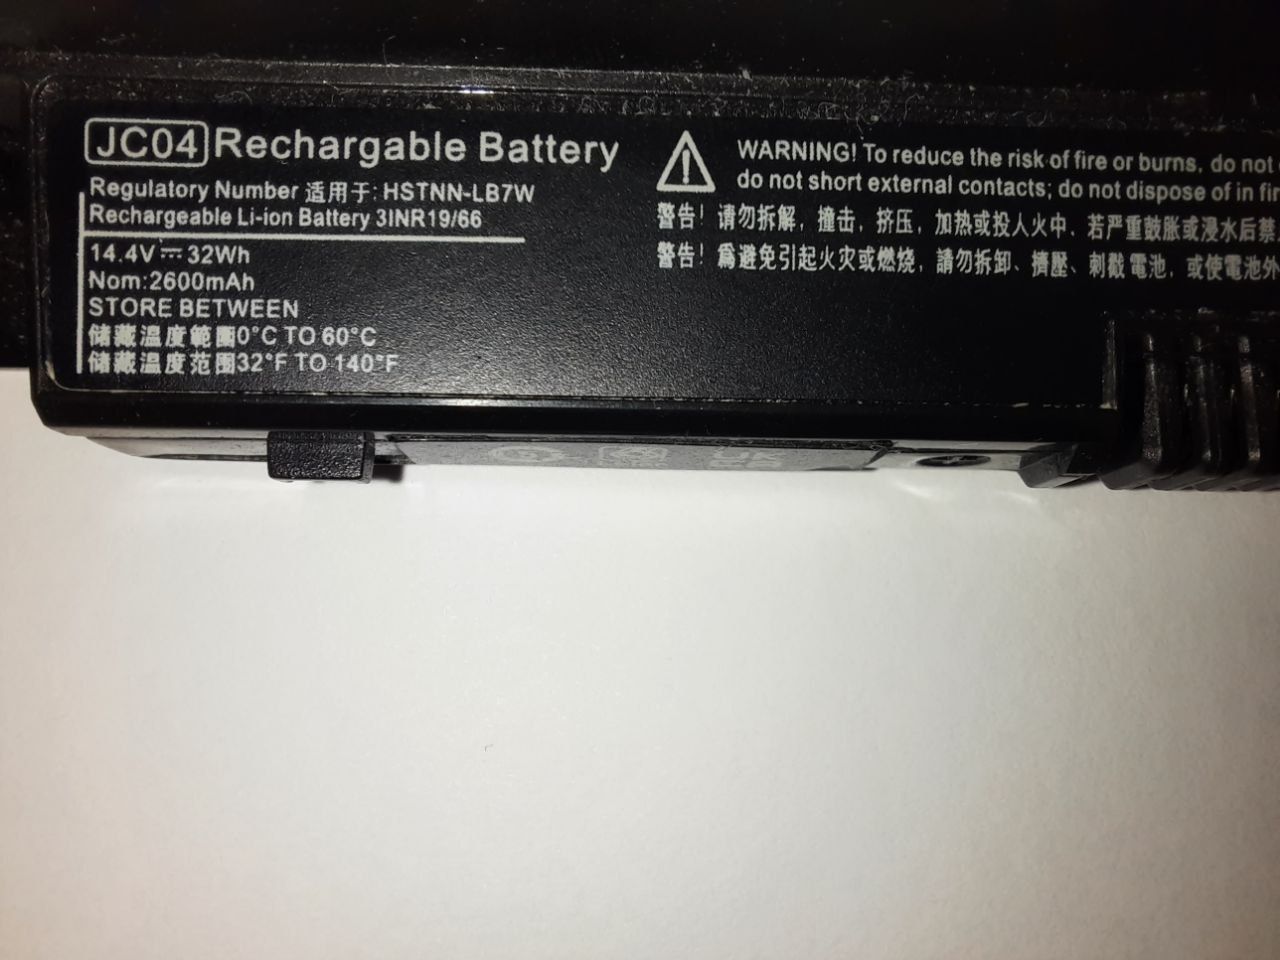 JC04 Rechargable Battery
Regulatory Number 适用于: HSTNN-LB7W
Rechargeable Li-ion Battery 3INR19/66
14.4V⎓32Wh
Nom:2600mAh
STORE BETWEEN
储藏溫度範圍0°C TO 60°C
储藏溫度范围32°F TO 140°F
WARNING! To reduce the risk of fire or burns, do not
do not short external contacts; do not dispose of in
警告! 请勿拆解, 撞击, 挤压, 加热或投人火中, 若严重鼓胀或浸水后禁
警告! 爲避免引起火灾或燃烧, 請勿拆卸、擠壓、刺戳電池, 或使電池外